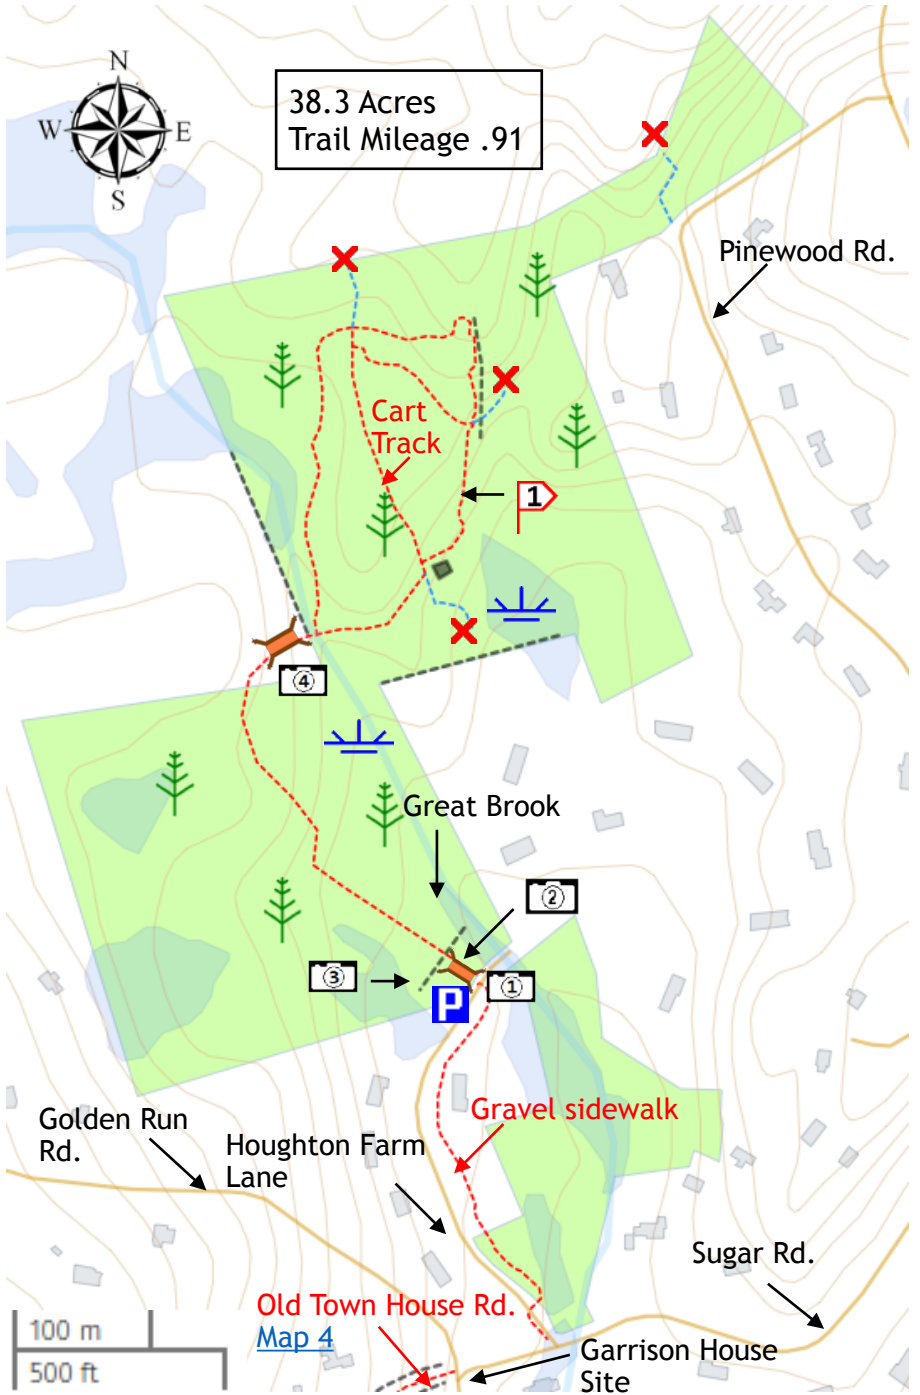 N
W E
S
38.3 Acres
Trail Mileage .91
Pinewood Rd.
Cart
Track
1
④
Great Brook
②
③
①
P
Gravel sidewalk
Golden Run
Rd.
Houghton Farm
Lane
Sugar Rd.
Old Town House Rd.
Map 4
Garrison House
Site
100 m
500 ft